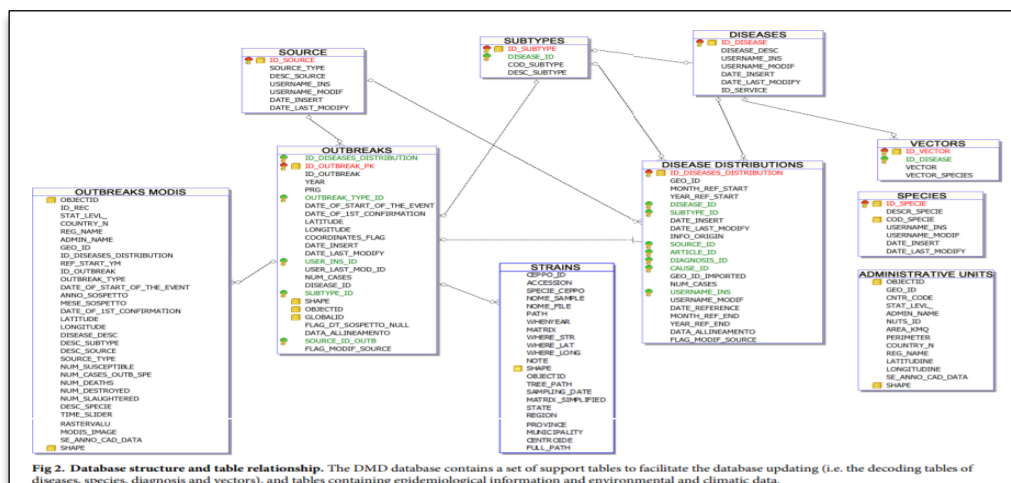 SOURCE
ID_SOURCE
SOURCE_TYPE
DESC_SOURCE
USERNAME_INS
USERNAME_MODIF
DATE_INSERT
DATE_LAST_MODIFY
SUBTYPES
ID_SUBTYPE
DISEASE_ID
COD_SUBTYPE
DESC_SUBTYPE
DISEASES
ID_DISEASE
DISEASE_DESC
USERNAME_INS
USERNAME_MODIF
DATE_INSERT
DATE_LAST_MODIFY
ID_SERVICE
OUTBREAKS MODIS
OBJECTID
ID_REC
STAT_LEVL_
COUNTRY_N
REG_NAME
ADMIN_NAME
GEO_ID
ID_DISEASES_DISTRIBUTION
REF_START_YM
ID_OUTBREAK
OUTBREAK_TYPE
DATE_OF_START_OF_THE_EVENT
ANNO_SOSPETTO
MESE_SOSPETTO
DATE_OF_1ST_CONFIRMATION
LATITUDE
LONGITUDE
DISEASE_DESC
DESC_SUBTYPE
DESC_SOURCE
SOURCE_TYPE
NUM_SUSCEPTIBLE
NUM_CASES_OUTB_SPE
NUM_DEATHS
NUM_DESTROYED
NUM_SLAUGHTERED
DESC_SPECIE
TIME_SLIDER
RASTERVALU
MODIS_IMAGE
SE_ANNO_CAD_DATA
SHAPE
OUTBREAKS
ID_DISEASES_DISTRIBUTION
ID_OUTBREAK_PK
ID_OUTBREAK
YEAR
PRG
OUTBREAK_TYPE_ID
DATE_OF_START_OF_THE_EVENT
DATE_OF_1ST_CONFIRMATION
LATITUDE
LONGITUDE
COORDINATES_FLAG
DATE_INSERT
DATE_LAST_MODIFY
USER_INS_ID
USER_LAST_MOD_ID
NUM_CASES
DISEASE_ID
SUBTYPE_ID
SHAPE
OBJECTID
GLOBALID
FLAG_DT_SOSPETTO_NULL
DATA_ALLINEAMENTO
SOURCE_ID_OUTB
FLAG_MODIF_SOURCE
STRAINS
CEPPO_ID
ACCESSION
SPECIE_CEPPO
NOME_SAMPLE
NOME_FILE
PATH
WHENYEAR
MATRIX
WHERE_STR
WHERE_LAT
WHERE_LONG
NOTE
SHAPE
OBJECTID
TREE_PATH
SAMPLING_DATE
MATRIX_SIMPLIFIED
STATE
REGION
PROVINCE
MUNICIPALITY
CENTROIDE
FULL_PATH
DISEASE DISTRIBUTIONS
ID_DISEASES_DISTRIBUTION
GEO_ID
MONTH_REF_START
YEAR_REF_START
DISEASE_ID
SUBTYPE_ID
DATE_INSERT
DATE_LAST_MODIFY
INFO_ORIGIN
SOURCE_ID
ARTICLE_ID
DIAGNOSIS_ID
CAUSE_ID
GEO_ID_IMPORTED
NUM_CASES
USERNAME_INS
USERNAME_MODIF
DATE_REFERENCE
MONTH_REF_END
YEAR_REF_END
DATA_ALLINEAMENTO
FLAG_MODIF_SOURCE
VECTORS
ID_VECTOR
ID_DISEASE
VECTOR
VECTOR_SPECIES
SPECIES
ID_SPECIE
DESCR_SPECIE
COD_SPECIE
USERNAME_INS
USERNAME_MODIF
DATE_INSERT
DATE_LAST_MODIFY
ADMINISTRATIVE UNITS
OBJECTID
GEO_ID
CNTR_CODE
STAT_LEVL_
ADMIN_NAME
NUTS_ID
AREA_KMQ
PERIMETER
COUNTRY_N
REG_NAME
LATITUDINE
LONGITUDINE
SE_ANNO_CAD_DATA
SHAPE
Fig 2. Database structure and table relationship. The DMD database contains a set of support tables to facilitate the database updating (i.e. the decoding tables of
diseases, species, diagnosis and vectors), and tables containing epidemiological information and environmental and climatic data.